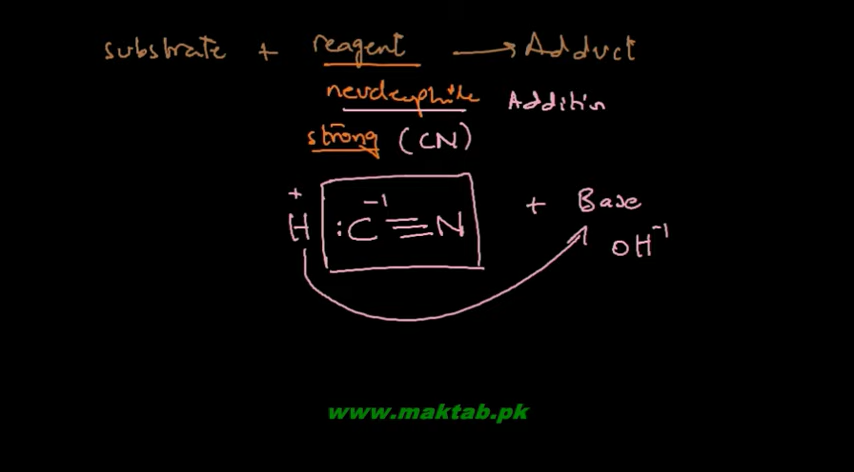 substrate + reagent → Adduct
neucleophile Addition
strong (CN)
+ −1
H :C≡N + Base
OH−1
www.maktab.pk